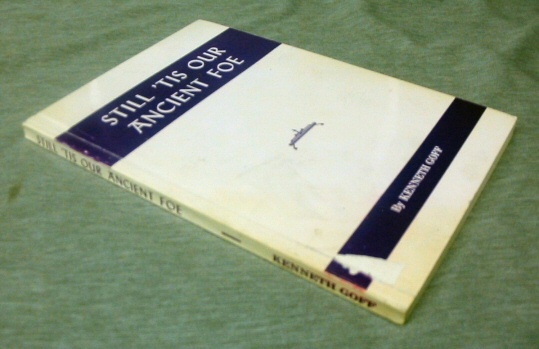 STILL 'TIS OUR
ANCIENT FOE
By KENNETH GOFF
STILL 'TIS OUR ANCIENT FOE — KENNETH GOFF